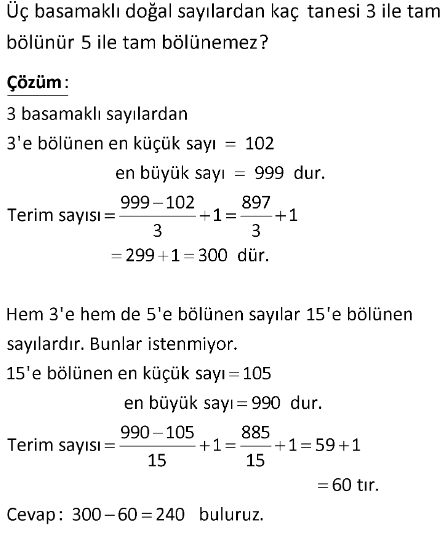 Üç basamaklı doğal sayılardan kaç tanesi 3 ile tam
bölünür 5 ile tam bölünemez?
Çözüm:
3 basamaklı sayılardan
3'e bölünen en küçük sayı = 102
en büyük sayı = 999 dur.
Terim sayısı = (999 − 102)/3 + 1 = 897/3 + 1
= 299 + 1 = 300 dür.
Hem 3'e hem de 5'e bölünen sayılar 15'e bölünen
sayılardır. Bunlar istenmiyor.
15'e bölünen en küçük sayı = 105
en büyük sayı = 990 dur.
Terim sayısı = (990 − 105)/15 + 1 = 885/15 + 1 = 59 + 1
= 60 tır.
Cevap: 300 − 60 = 240 buluruz.